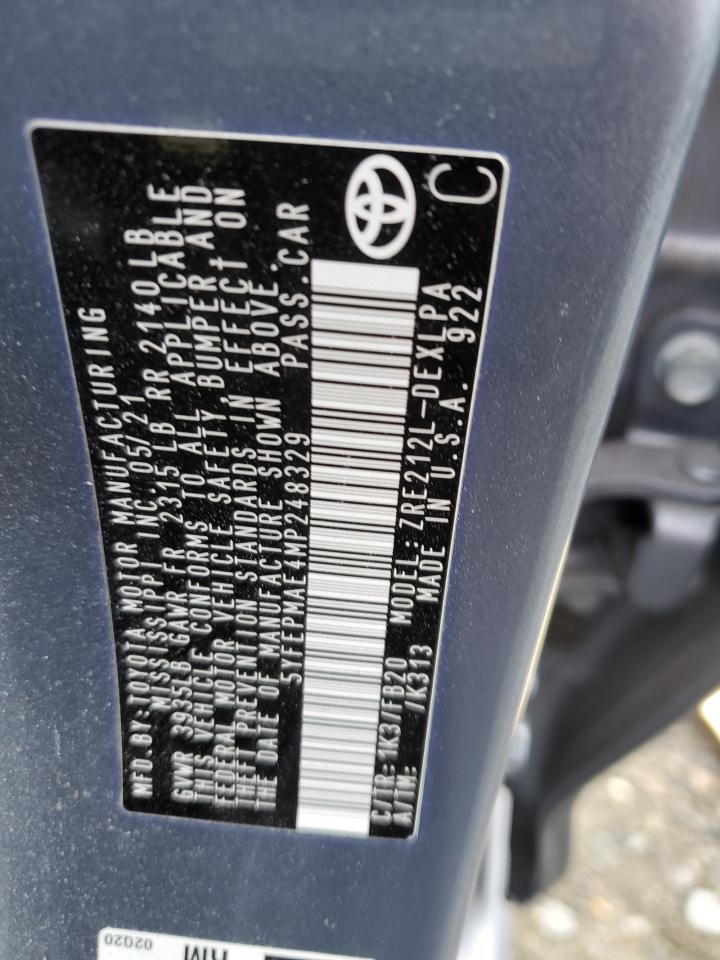 MFD.BY:TOYOTA MOTOR MANUFACTURING
MISSISSIPPI INC.05/21
GVWR 3935LB GAWR FR 2315 LB RR 2140LB
THIS VEHICLE CONFORMS TO ALL APPLICABLE
FEDERAL MOTOR VEHICLE SAFETY BUMPER AND
THEFT PREVENTION STANDARDS IN EFFECT ON
THE DATE OF MANUFACTURE SHOWN ABOVE.
5YFEPMAE4MP248329 PASS.CAR
C/TR:1K3/FB20 MODEL:ZRE212L-DEXLPA
A/TM: /K313 MADE IN U.S.A. 922
C
02Q20